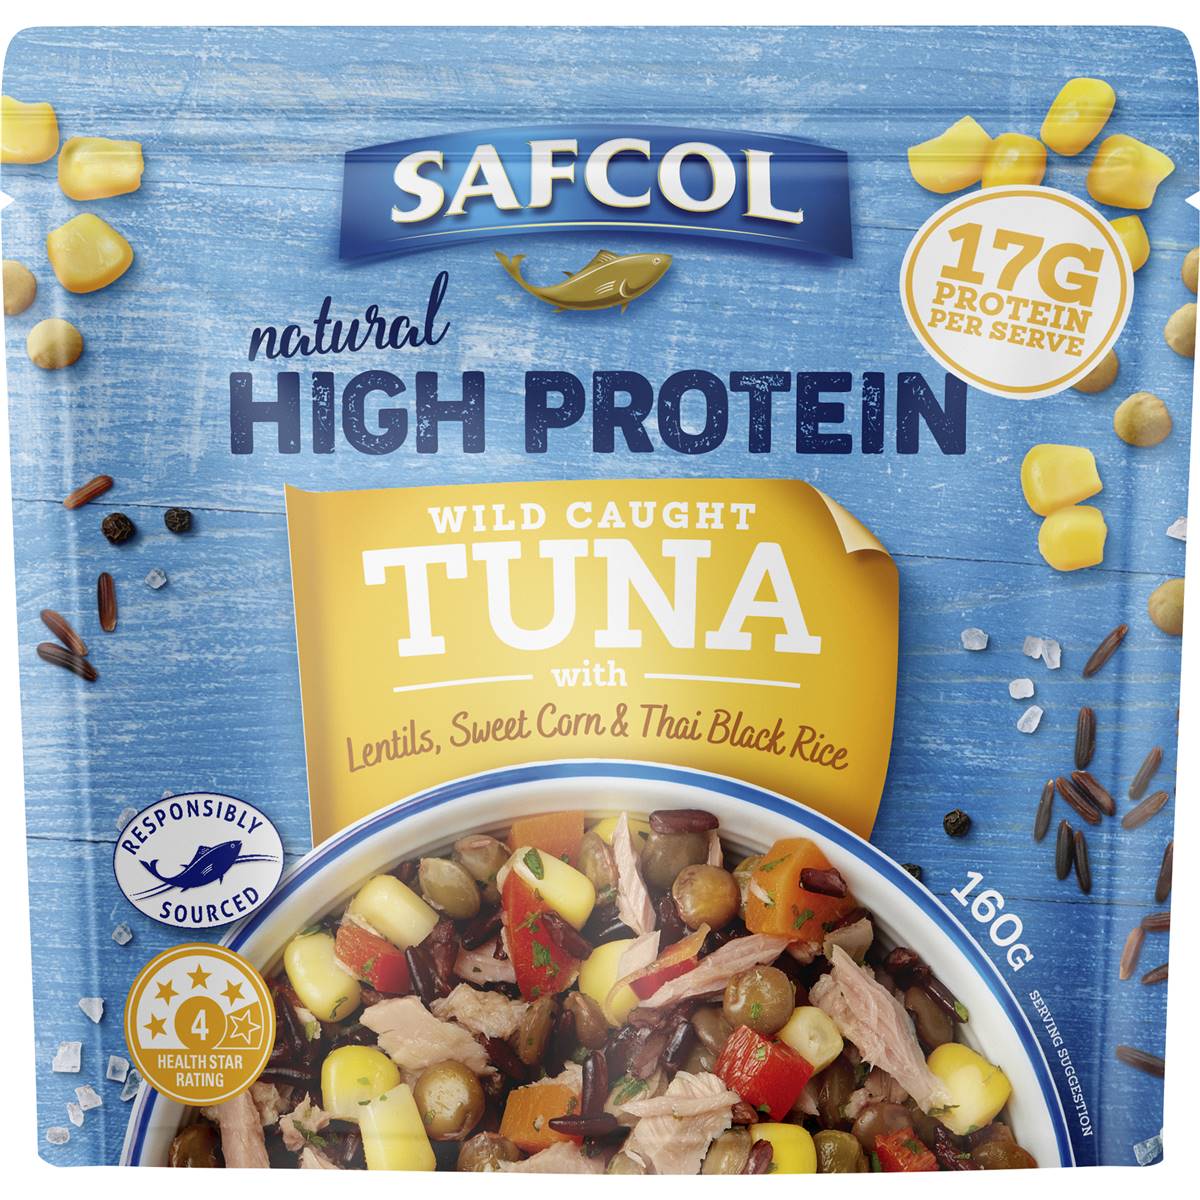 SAFCOL
17G
PROTEIN
PER SERVE
natural
HIGH PROTEIN
WILD CAUGHT
TUNA
with
Lentils, Sweet Corn & Thai Black Rice
RESPONSIBLY
SOURCED
160G
4
HEALTH STAR
RATING
SERVING SUGGESTION